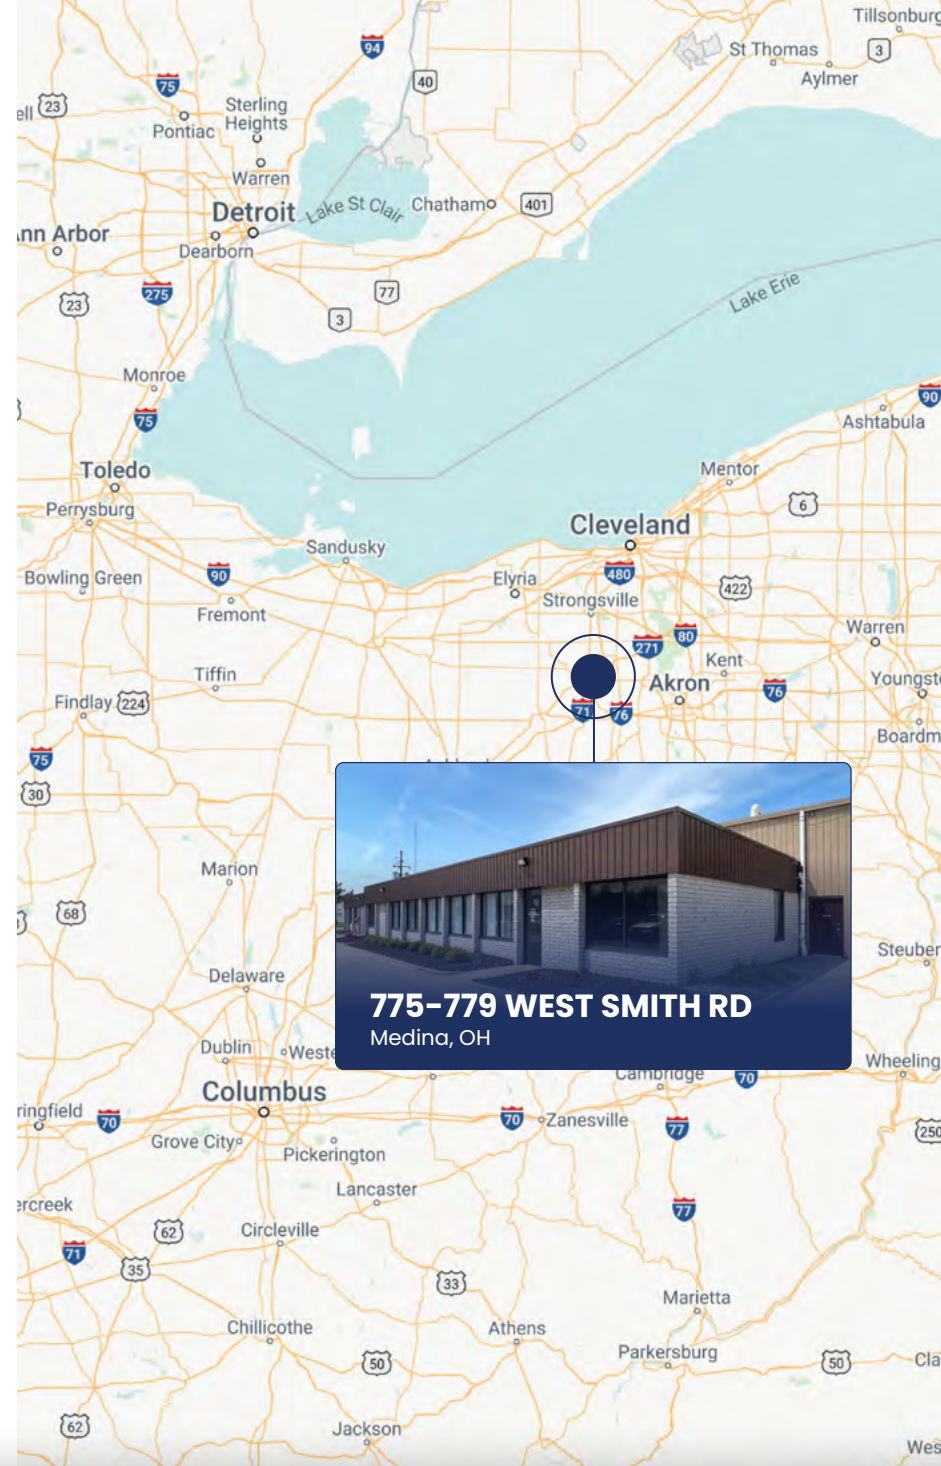 Tillsonburg
94
St Thomas
3
Aylmer
75
40
23
Sterling
Heights
Pontiac
Warren
Detroit
Lake St Clair
Chatham
401
Ann Arbor
Dearborn
275
77
23
3
Lake Erie
Monroe
75
90
Ashtabula
Toledo
Mentor
Perrysburg
6
Cleveland
Sandusky
Bowling Green
90
Elyria
480
422
Strongsville
Fremont
Warren
271
80
Kent
Tiffin
Akron
76
Youngst
Findlay
224
71
76
Boardm
75
30
Marion
68
Steuber
Delaware
775-779 WEST SMITH RD
Medina, OH
Dublin
Weste
Wheeling
Columbus
Cambridge
70
ringfield
70
70
Zanesville
77
250
Grove City
Pickerington
Lancaster
ercreek
77
62
Circleville
71
35
33
Marietta
Chillicothe
Athens
Parkersburg
50
50
Cla
62
Jackson
Wes